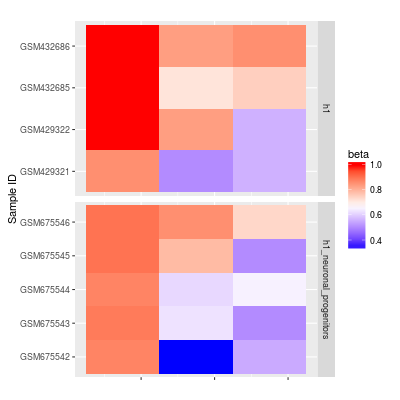 Sample ID
GSM432686
GSM432685
GSM429322
GSM429321
h1
GSM675546
GSM675545
GSM675544
GSM675543
GSM675542
h1_neuronal_progenitors
beta
1.0
0.8
0.6
0.4